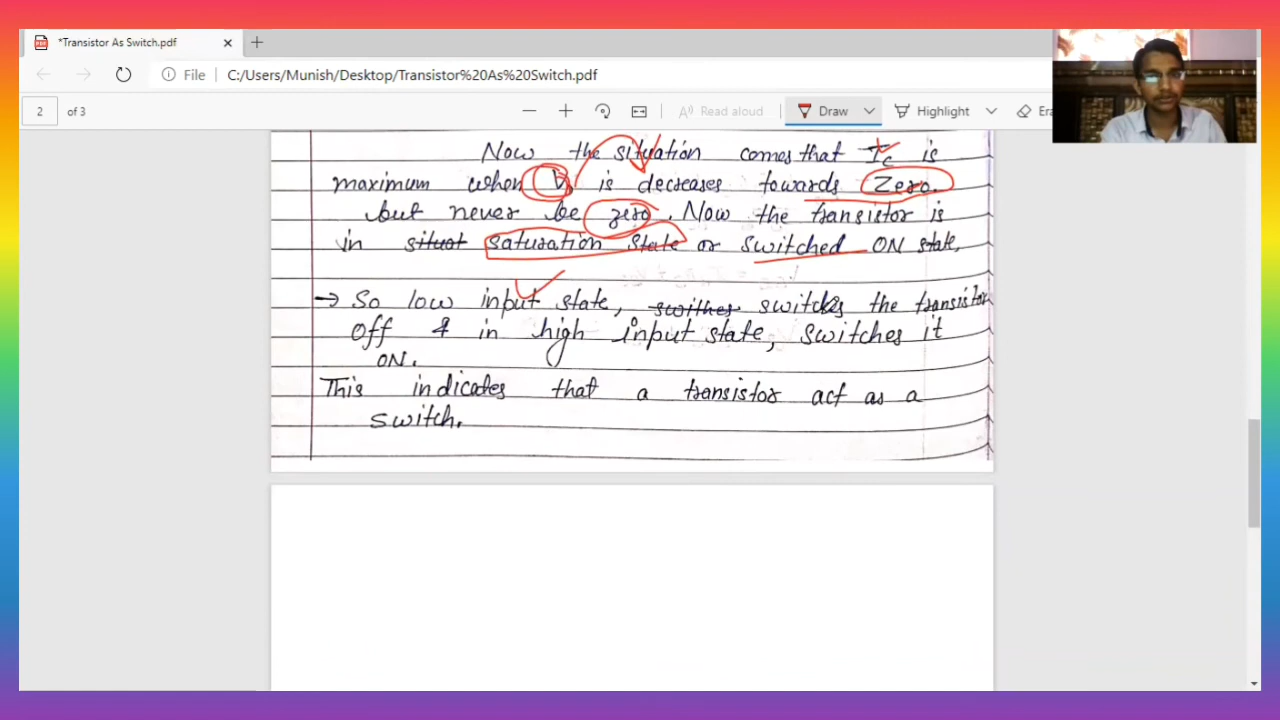 *Transistor As Switch.pdf
File C:/Users/Munish/Desktop/Transistor%20As%20Switch.pdf
2 of 3 Read aloud Draw Highlight Era
Now the situation comes that Ic is
maximum when is decreases towards Zero.
but never be zero. Now the transistor is
in situat saturation state or switched ON state.
→ So low input state, swithes switches the transistor
Off & in high input state, switches it
ON.
This indicates that a transistor act as a
switch.